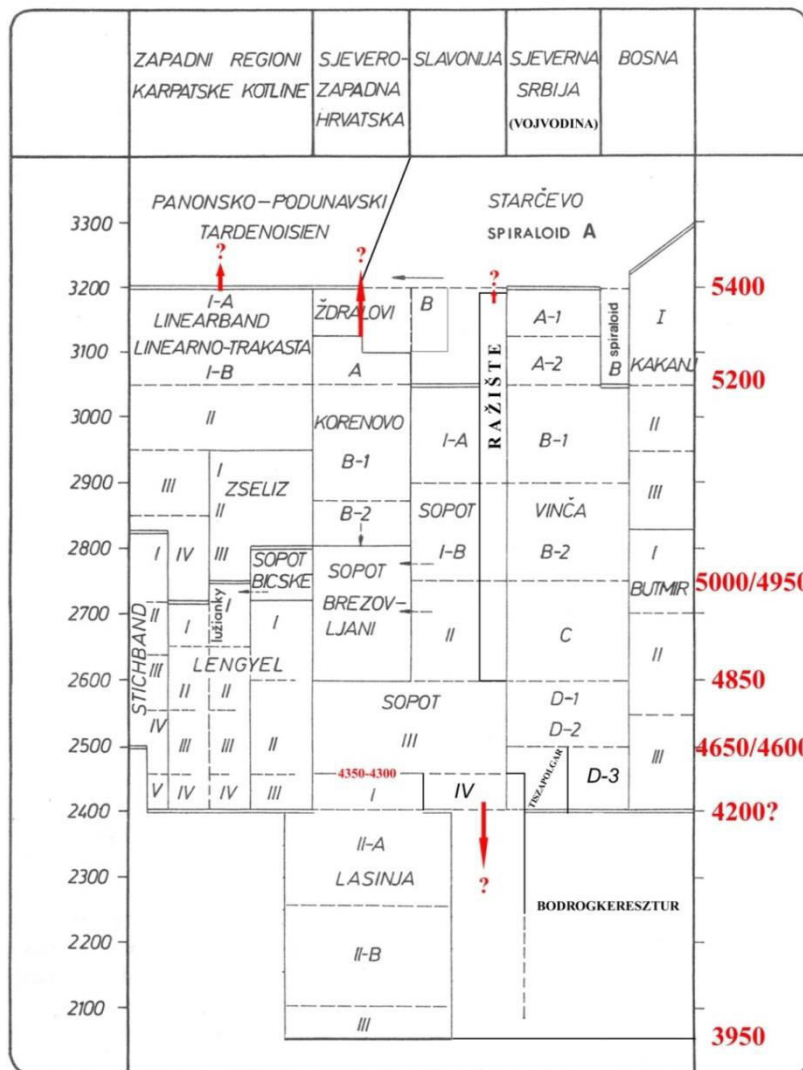 ZAPADNI REGIONI
KARPATSKE KOTLINE
SJEVERO-
ZAPADNA
HRVATSKA
SLAVONIJA
SJEVERNA
SRBIJA
(VOJVODINA)
BOSNA
PANONSKO-PODUNAVSKI
TARDENOISIEN
STARČEVO
SPIRALOID A
3300
3200
3100
3000
2900
2800
2700
2600
2500
2400
2300
2200
2100
?
?
?
I-A
LINEARBAND
LINEARNO-TRAKASTA
I-B
II
III
IV
I
II
III
ZSELIZ
SOPOT
BICSKE
STICHBAND
I
II
III
IV
V
LENGYEL
I
II
III
IV
lužianky
I
II
III
IV
I
II
III
ŽDRALOVI
A
KORENOVO
B-1
B-2
SOPOT
BREZOV-
LJANI
B
I-A
SOPOT
I-B
II
RAŽIŠTE
SOPOT
III
4350-4300
I
IV
?
II-A
LASINJA
II-B
III
A-1
A-2
B-1
VINČA
B-2
C
D-1
D-2
TISZAPOLGAR
D-3
BODROGKERESZTUR
spiraloid
B
I
KAKANJ
II
III
I
BUTMIR
II
III
5400
5200
5000/4950
4850
4650/4600
4200?
3950